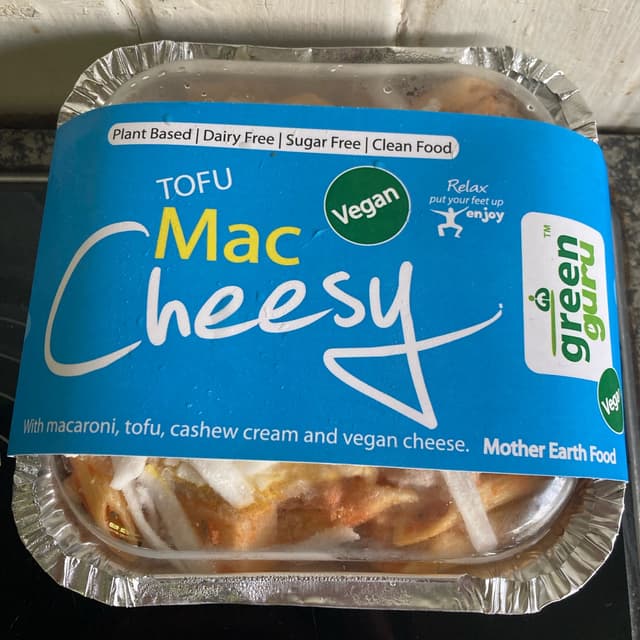 Plant Based | Dairy Free | Sugar Free | Clean Food
TOFU
Mac
Cheesy
Vegan
Relax
put your feet up
enjoy
green
guru
TM
Vegan
With macaroni, tofu, cashew cream and vegan cheese.
Mother Earth Food